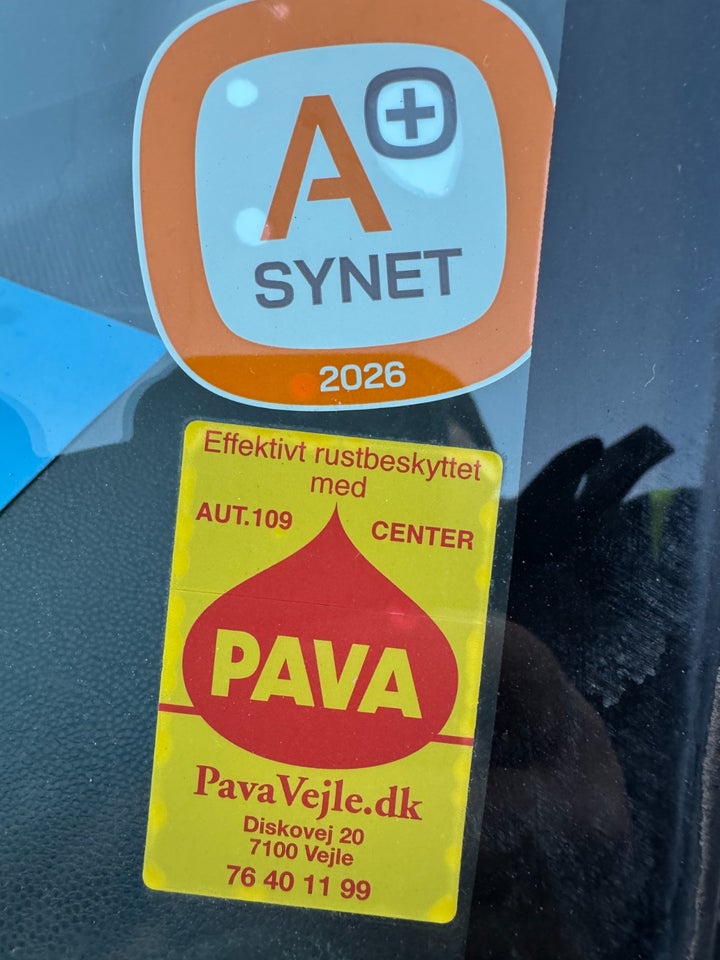 A+
SYNET
2026
Effektivt rustbeskyttet
med
AUT.109 CENTER
PAVA
PavaVejle.dk
Diskovej 20
7100 Vejle
76 40 11 99